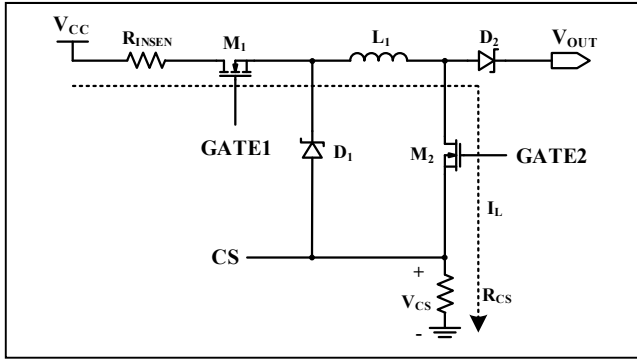 VCC
RINSEN
M1
L1
D2
VOUT
GATE1
D1
M2
GATE2
IL
CS
+
VCS
-
RCS